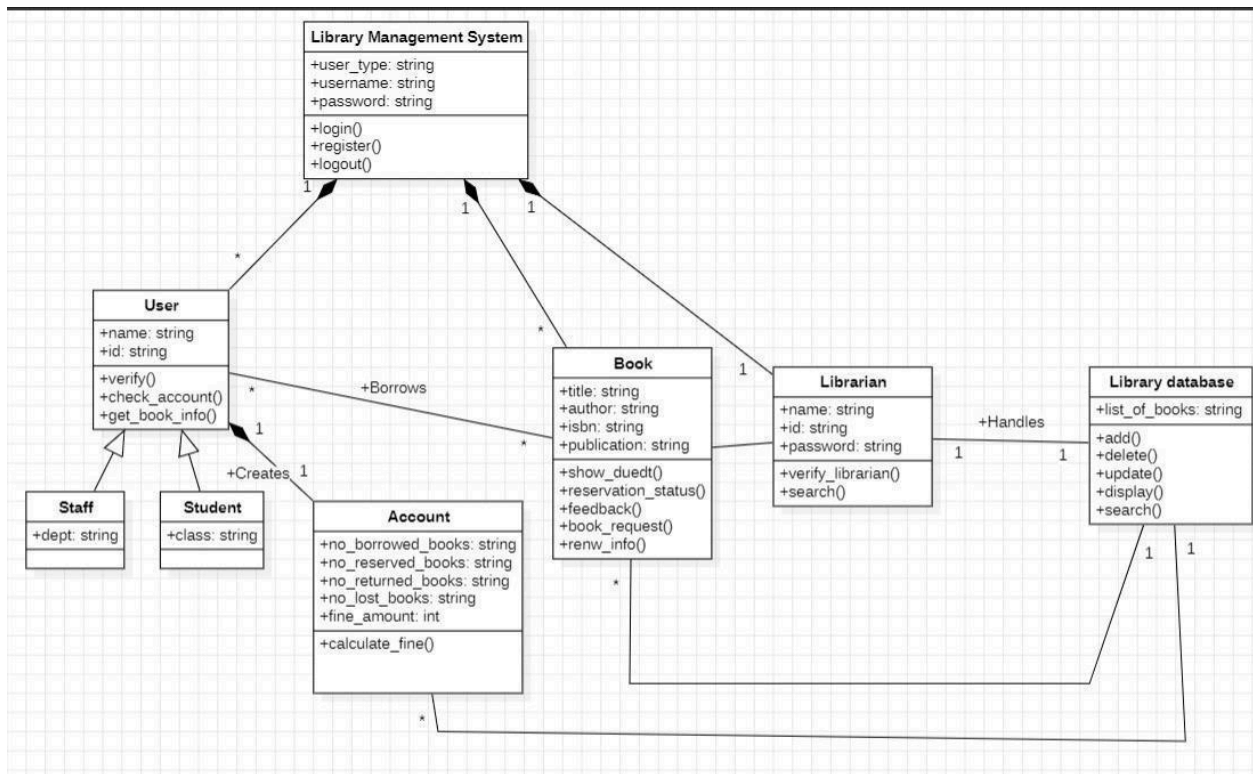 Library Management System
+user_type: string
+username: string
+password: string
+login()
+register()
+logout()
1
1
1
*
*
1
User
+name: string
+id: string
+verify()
+check_account()
+get_book_info()
*
+Borrows
*
1
+Creates
1
Staff
+dept: string
Student
+class: string
Account
+no_borrowed_books: string
+no_reserved_books: string
+no_returned_books: string
+no_lost_books: string
+fine_amount: int
+calculate_fine()
*
Book
+title: string
+author: string
+isbn: string
+publication: string
+show_duedt()
+reservation_status()
+feedback()
+book_request()
+renw_info()
*
Librarian
+name: string
+id: string
+password: string
+verify_librarian()
+search()
+Handles
1
1
Library database
+list_of_books: string
+add()
+delete()
+update()
+display()
+search()
1
1